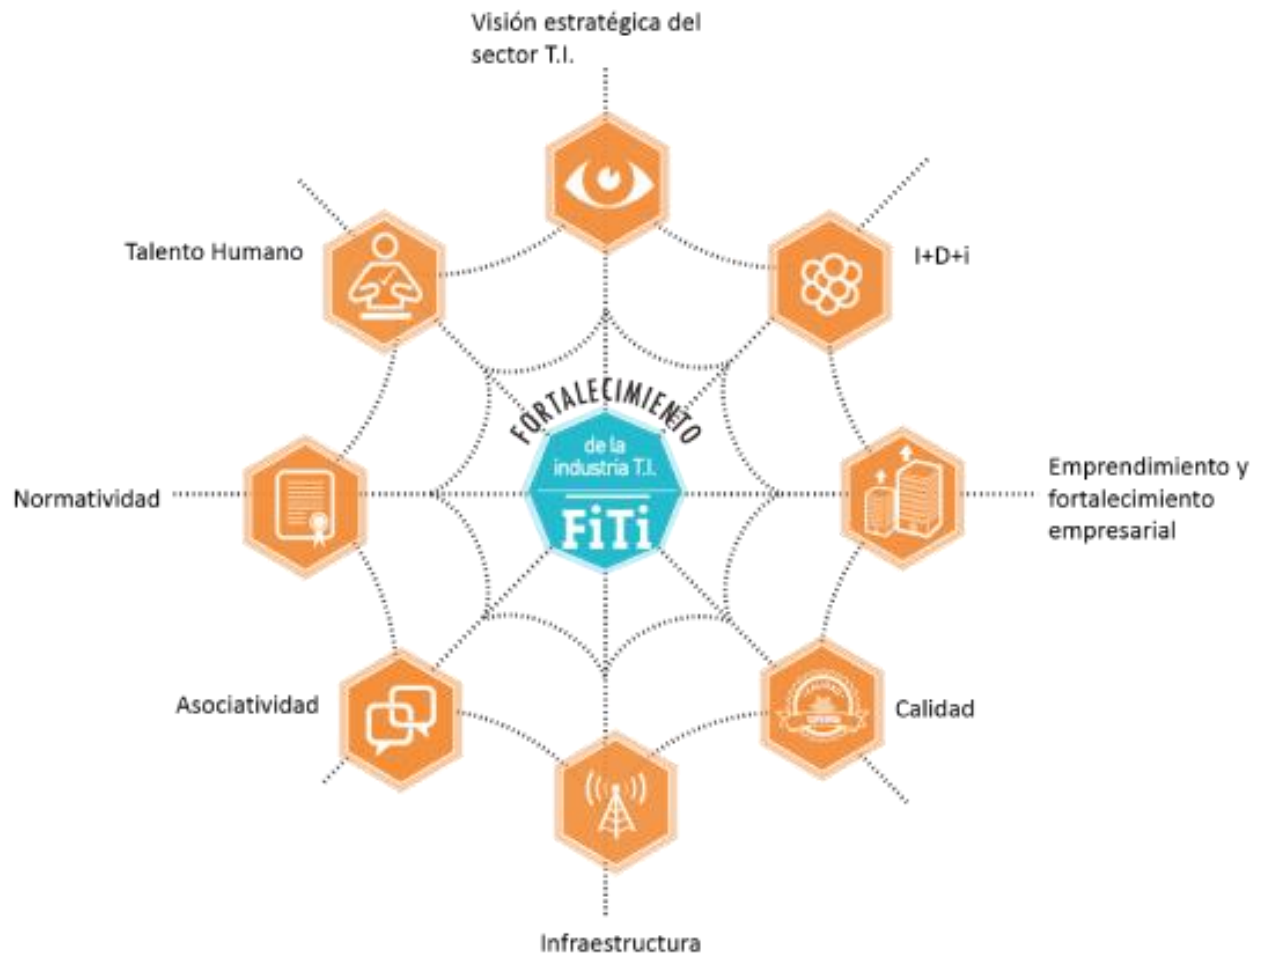 Visión estratégica del
sector T.I.
Talento Humano
I+D+i
FORTALECIMIENTO
de la
industria T.I.
FiTi
Normatividad
Emprendimiento y
fortalecimiento
empresarial
Asociatividad
Calidad
Infraestructura